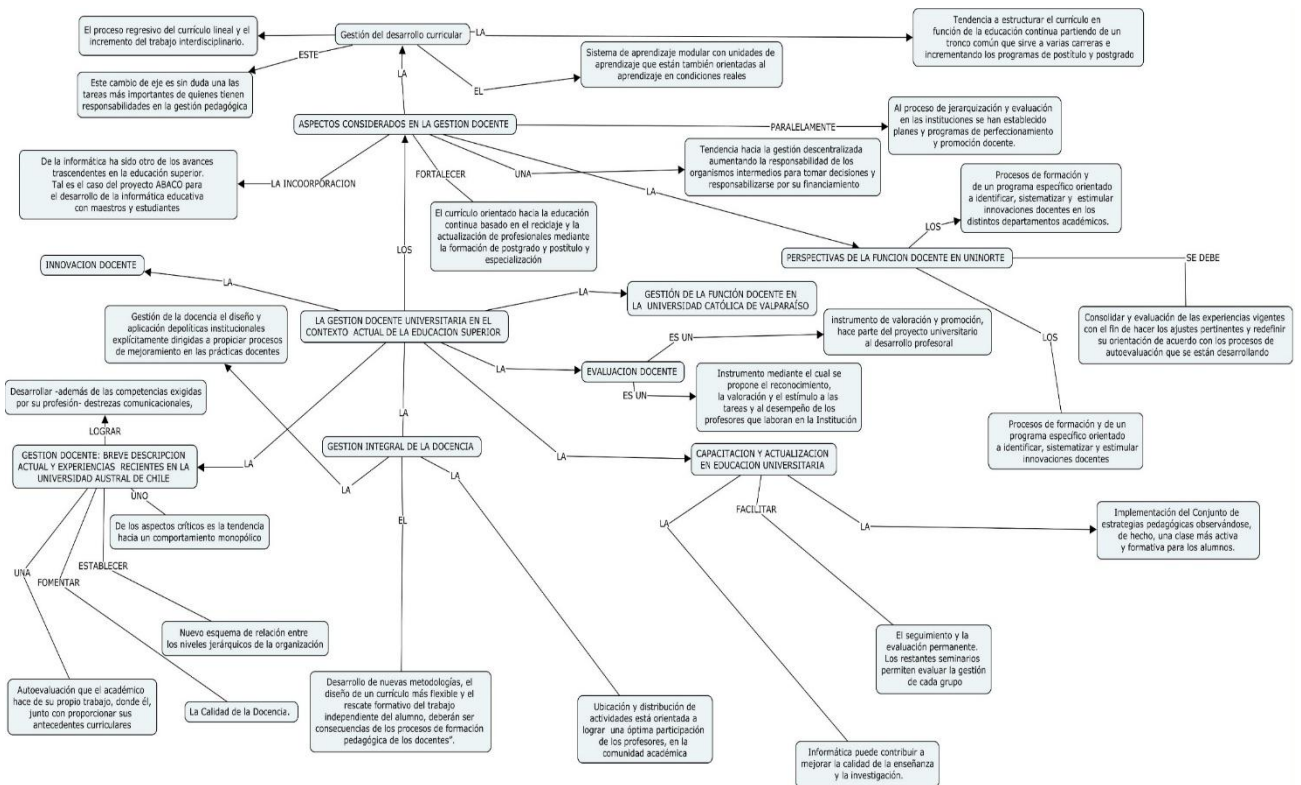 El proceso regresivo del currículo lineal y el
incremento del trabajo interdisciplinario.
Gestión del desarrollo curricular
LA
Tendencia a estructurar el currículo en
función de la educación continua partiendo de un
tronco común que sirve a varias carreras e
incrementando los programas de postítulo y postgrado
ESTE
Este cambio de eje es sin duda una las
tareas más importantes de quienes tienen
responsabilidades en la gestión pedagógica
LA
EL
Sistema de aprendizaje modular con unidades de
aprendizaje que están también orientadas al
aprendizaje en condiciones reales
ASPECTOS CONSIDERADOS EN LA GESTION DOCENTE
PARALELAMENTE
Al proceso de jerarquización y evaluación
en las instituciones se han establecido
planes y programas de perfeccionamiento
y promoción docente.
De la informática ha sido otro de los avances
trascendentes en la educación superior.
Tal es el caso del proyecto ABACO para
el desarrollo de la informática educativa
con maestros y estudiantes
LA INCOORPORACION
FORTALECER
UNA
Tendencia hacia la gestión descentralizada
aumentando la responsabilidad de los
organismos intermedios para tomar decisiones y
responsabilizarse por su financiamiento
LA
Procesos de formación y
de un programa específico orientado
a identificar, sistematizar y estimular
innovaciones docentes en los
distintos departamentos académicos.
El currículo orientado hacia la educación
continua basado en el reciclaje y la
actualización de profesionales mediante
la formación de postgrado y postítulo y
especialización
LOS
LOS
PERSPECTIVAS DE LA FUNCION DOCENTE EN UNINORTE
SE DEBE
INNOVACION DOCENTE
LA
LA
GESTIÓN DE LA FUNCIÓN DOCENTE EN
LA UNIVERSIDAD CATÓLICA DE VALPARAÍSO
Consolidar y evaluación de las experiencias vigentes
con el fin de hacer los ajustes pertinentes y redefinir
su orientación de acuerdo con los procesos de
autoevaluación que se están desarrollando
Gestión de la docencia el diseño y
aplicación depolíticas institucionales
explícitamente dirigidas a propiciar procesos
de mejoramiento en las prácticas docentes
LA GESTION DOCENTE UNIVERSITARIA EN EL
CONTEXTO ACTUAL DE LA EDUCACION SUPERIOR
instrumento de valoración y promoción,
hace parte del proyecto universitario
al desarrollo profesoral
ES UN
LA
EVALUACION DOCENTE
ES UN
Instrumento mediante el cual se
propone el reconocimiento,
la valoración y el estímulo a las
tareas y al desempeño de los
profesores que laboran en la Institución
LOS
Desarrollar -además de las competencias exigidas
por su profesión- destrezas comunicacionales,
LOGRAR
LA
GESTION INTEGRAL DE LA DOCENCIA
Procesos de formación y de un
programa específico orientado
a identificar, sistematizar y estimular
innovaciones docentes
GESTION DOCENTE: BREVE DESCRIPCION
ACTUAL Y EXPERIENCIAS RECIENTES EN LA
UNIVERSIDAD AUSTRAL DE CHILE
LA
LA
LA
LA
CAPACITACION Y ACTUALIZACION
EN EDUCACION UNIVERSITARIA
UNO
De los aspectos críticos es la tendencia
hacia un comportamiento monopólico
EL
LA
FACILITAR
LA
Implementación del Conjunto de
estrategias pedagógicas observándose,
de hecho, una clase más activa
y formativa para los alumnos.
UNA
FOMENTAR
ESTABLECER
Nuevo esquema de relación entre
los niveles jerárquicos de la organización
El seguimiento y la
evaluación permanente.
Los restantes seminarios
permiten evaluar la gestión
de cada grupo
Autoevaluación que el académico
hace de su propio trabajo, donde él,
junto con proporcionar sus
antecedentes curriculares
La Calidad de la Docencia.
Desarrollo de nuevas metodologías, el
diseño de un currículo más flexible y el
rescate formativo del trabajo
independiente del alumno, deberán ser
consecuencias de los procesos de formación
pedagógica de los docentes”.
Ubicación y distribución de
actividades está orientada a
lograr una óptima participación
de los profesores, en la
comunidad académica
Informática puede contribuir a
mejorar la calidad de la enseñanza
y la investigación.